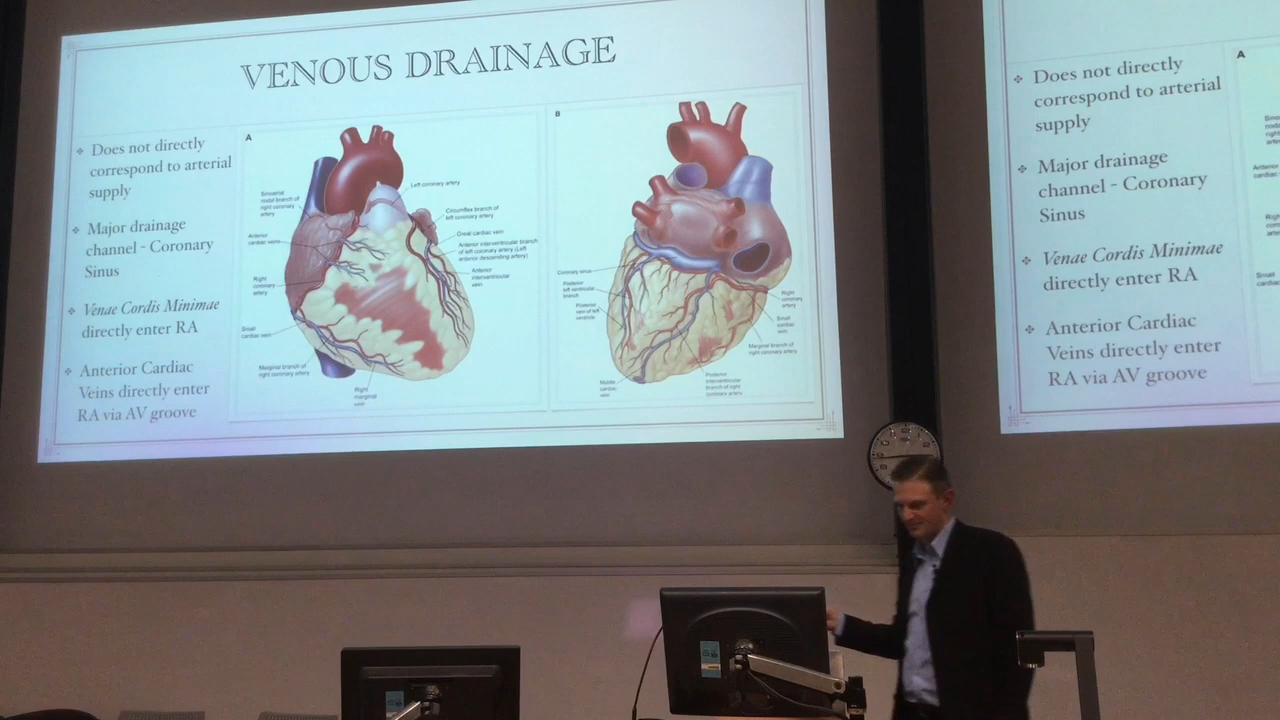 VENOUS DRAINAGE
❖ Does not directly
correspond to arterial
supply
❖ Major drainage
channel - Coronary
Sinus
❖ Venae Cordis Minimae
directly enter RA
❖ Anterior Cardiac
Veins directly enter
RA via AV groove
A
Sinuatrial
nodal branch of
right coronary
artery
Anterior
cardiac vein
Right
coronary
artery
Small
cardiac vein
Marginal branch of
right coronary artery
Right
marginal
vein
Left coronary artery
Circumflex branch of
left coronary artery
Great cardiac vein
Anterior interventricular branch
of left coronary artery (Left
anterior descending artery)
Anterior
interventricular
vein
B
Coronary sinus
Posterior
left ventricular
branch
Posterior
vein of left
ventricle
Middle
cardiac
vein
Right
coronary
artery
Small
cardiac
vein
Marginal branch of
right coronary artery
Posterior
interventricular
branch of right
coronary artery
❖ Does not directly
correspond to arterial
supply
❖ Major drainage
channel - Coronary
Sinus
❖ Venae Cordis Minimae
directly enter RA
❖ Anterior Cardiac
Veins directly enter
RA via AV groove
A